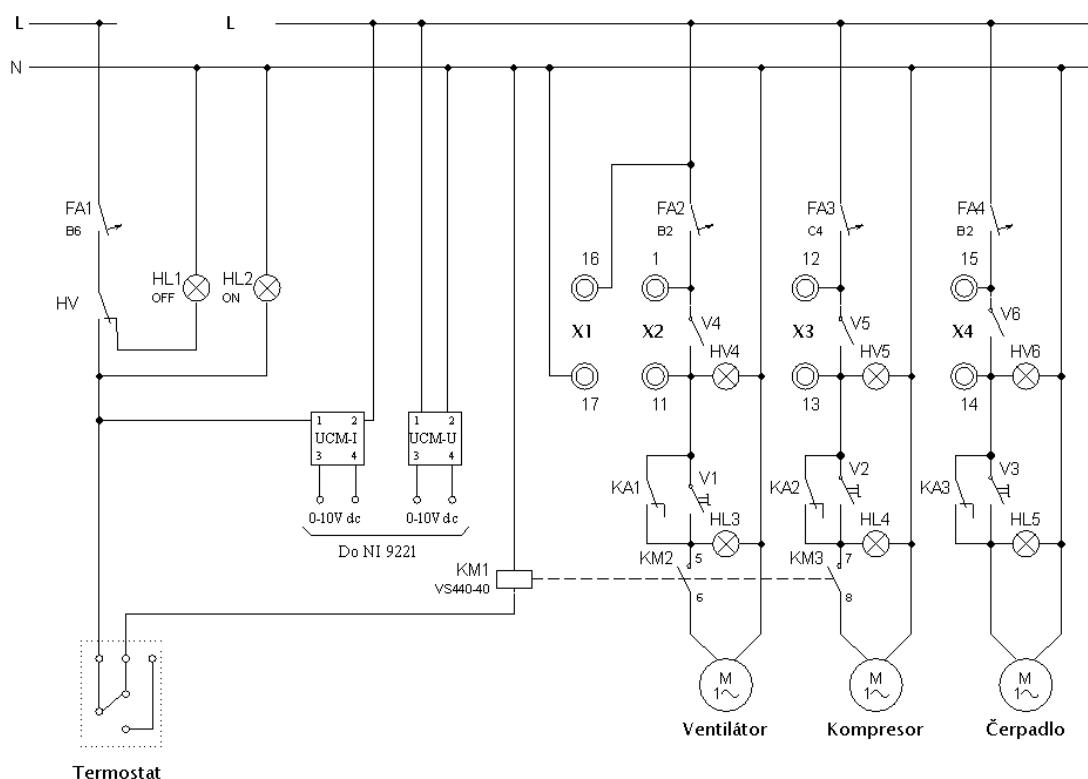 L L
N
FA1
B6
FA2
B2
FA3
C4
FA4
B2
HL1
OFF
HL2
ON
HV
16 1 12 15
X1 X2 X3 X4
V4 V5 V6
HV4 HV5 HV6
17 11 13 14
1 2
UCM-I
3 4
1 2
UCM-U
3 4
0-10V dc 0-10V dc
Do NI 9221
KA1 V1 KA2 V2 KA3 V3
HL3 HL4 HL5
KM1
VS440-40
KM2 5
6
KM3 7
8
M
1~
M
1~
M
1~
Ventilátor Kompresor Čerpadlo
Termostat